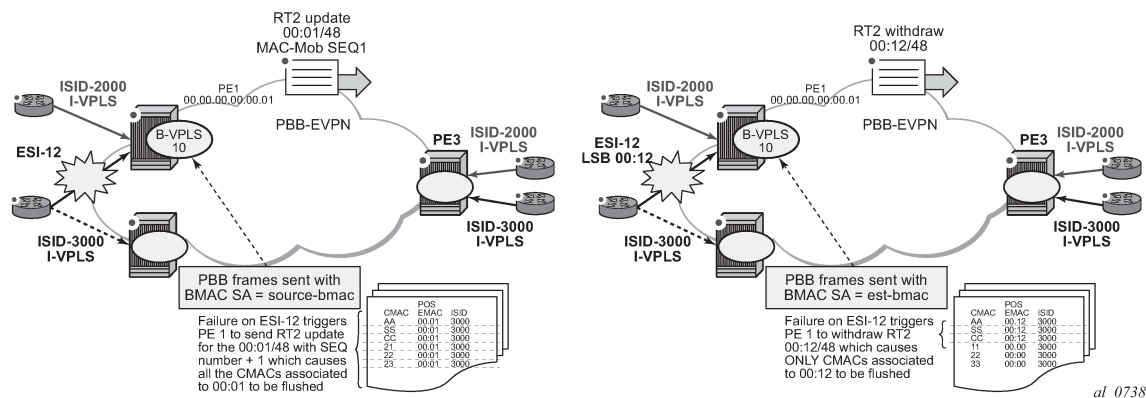 RT2 update
00:01/48
MAC-Mob SEQ1
ISID-2000
I-VPLS
PE1
00.00.00.00.00.01
B-VPLS
10
PBB-EVPN
PE3
ISID-2000
I-VPLS
ESI-12
ISID-3000
I-VPLS
ISID-3000
I-VPLS
PBB frames sent with
BMAC SA = source-bmac
Failure on ESI-12 triggers
PE 1 to send RT2 update
for the 00:01/48 with SEQ
number + 1 which causes
all the CMACs associated
to 00:01 to be flushed
POS
CMAC EMAC ISID
AA 00.01 3000
SS 00:01 3000
CC 00:01 3000
21 00.01 3000
22 00:01 3000
23 00:01 3000
RT2 withdraw
00:12/48
ISID-2000
I-VPLS
PE1
00.00.00.00.00.01
B-VPLS
10
PBB-EVPN
PE3
ISID-2000
I-VPLS
ESI-12
LSB 00:12
ISID-3000
I-VPLS
ISID-3000
I-VPLS
PBB frames sent with
BMAC SA = est-bmac
Failure on ESI-12 triggers
PE 1 to withdraw RT2
00:12/48 which causes
ONLY CMACs associated
to 00:12 to be flushed
POS
CMAC EMAC ISID
AA 00.12 3000
SS 00:12 3000
CC 00:12 3000
11 00.00 3000
22 00:00 3000
33 00:00 3000
al_0738